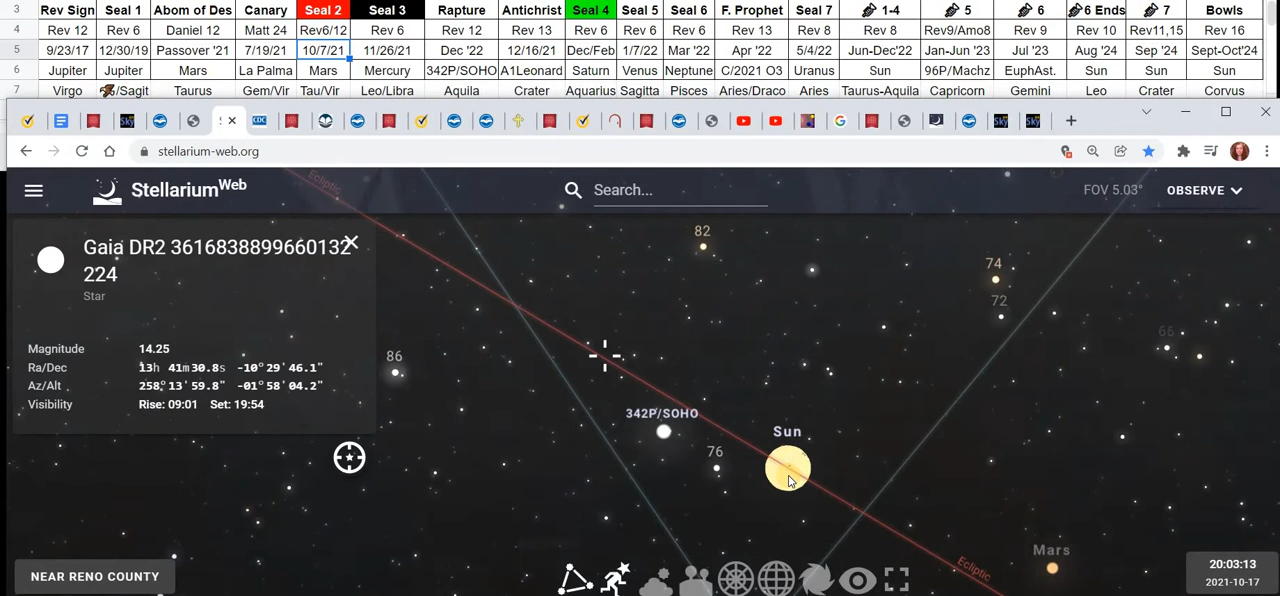 3 Rev Sign Seal 1 Abom of Des Canary Seal 2 Seal 3 Rapture Antichrist Seal 4 Seal 5 Seal 6 F. Prophet Seal 7 1-4 5 6 6 Ends 7 Bowls
4 Rev 12 Rev 6 Daniel 12 Matt 24 Rev6/12 Rev 6 Rev 12 Rev 13 Rev 6 Rev 6 Rev 6 Rev 13 Rev 8 Rev 8 Rev9/Amo8 Rev 9 Rev 10 Rev11,15 Rev 16
5 9/23/17 12/30/19 Passover '21 7/19/21 10/7/21 11/26/21 Dec '22 12/16/21 Dec/Feb 1/7/22 Mar '22 Apr '22 5/4/22 Jun-Dec'22 Jan-Jun '23 Jul '23 Aug '24 Sep '24 Sept-Oct'24
6 Jupiter Jupiter Mars La Palma Mars Mercury 342P/SOHO A1Leonard Saturn Venus Neptune C/2021 O3 Uranus Sun 96P/Machz EuphAst. Sun Sun Sun
7 Virgo /Sagit Taurus Gem/Vir Tau/Vir Leo/Libra Aquila Crater Aquarius Sagitta Pisces Aries/Draco Aries Taurus-Aquila Capricorn Gemini Leo Crater Corvus
stellarium-web.org
Stellarium Web
Search...
FOV 5.03°
OBSERVE
Ecliptic
Gaia DR2 3616838899660132
224
Star
Magnitude 14.25
Ra/Dec 13h 41m 30.8s -10° 29' 46.1"
Az/Alt 258° 13' 59.8" -01° 58' 04.2"
Visibility Rise: 09:01 Set: 19:54
82
74
72
66
86
342P/SOHO
Sun
76
Mars
Ecliptic
NEAR RENO COUNTY
20:03:13
2021-10-17